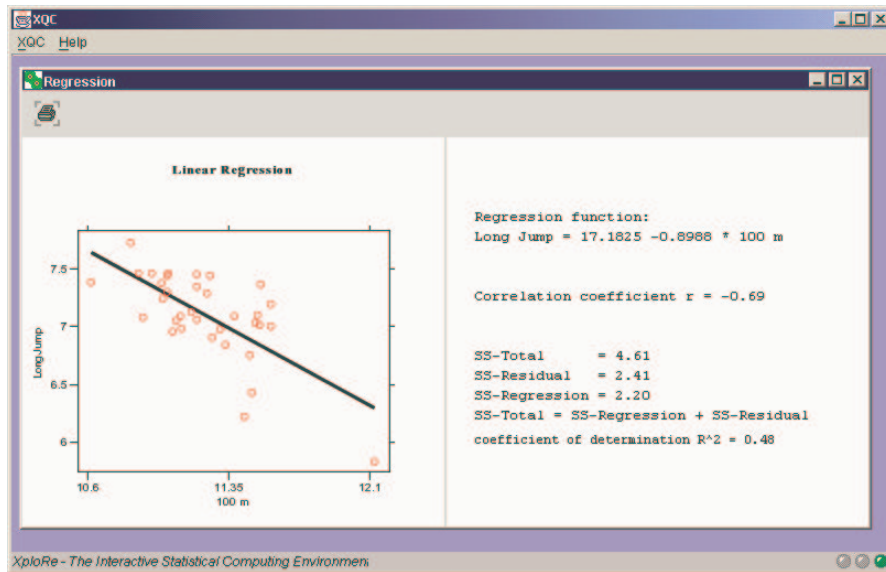 XQC
XQC Help
Regression
Linear Regression
7.5
7
6.5
6
Long Jump
10.6 11.35 12.1
100 m
Regression function:
Long Jump = 17.1825 -0.8988 * 100 m
Correlation coefficient r = -0.69
SS-Total = 4.61
SS-Residual = 2.41
SS-Regression = 2.20
SS-Total = SS-Regression + SS-Residual
coefficient of determination R^2 = 0.48
XploRe - The Interactive Statistical Computing Environment